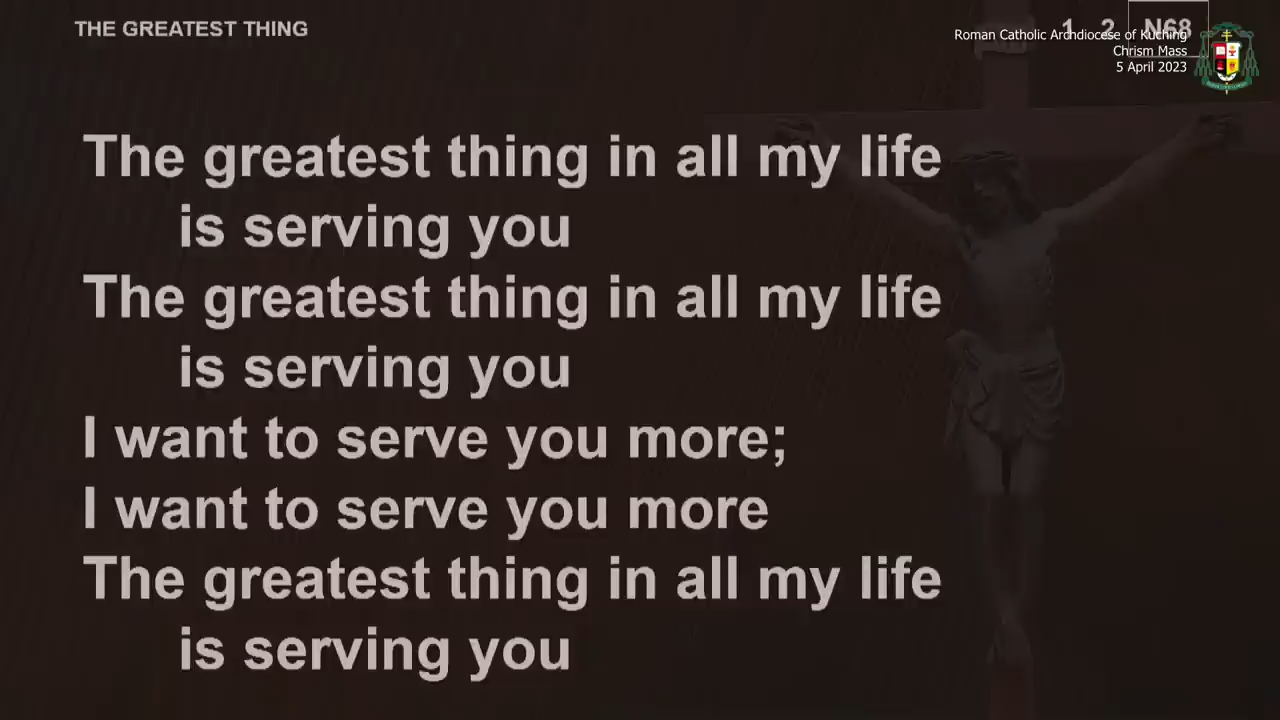 THE GREATEST THING
1 2 N68
Roman Catholic Archdiocese of Kuching
Chrism Mass
5 April 2023
The greatest thing in all my life
is serving you
The greatest thing in all my life
is serving you
I want to serve you more;
I want to serve you more
The greatest thing in all my life
is serving you